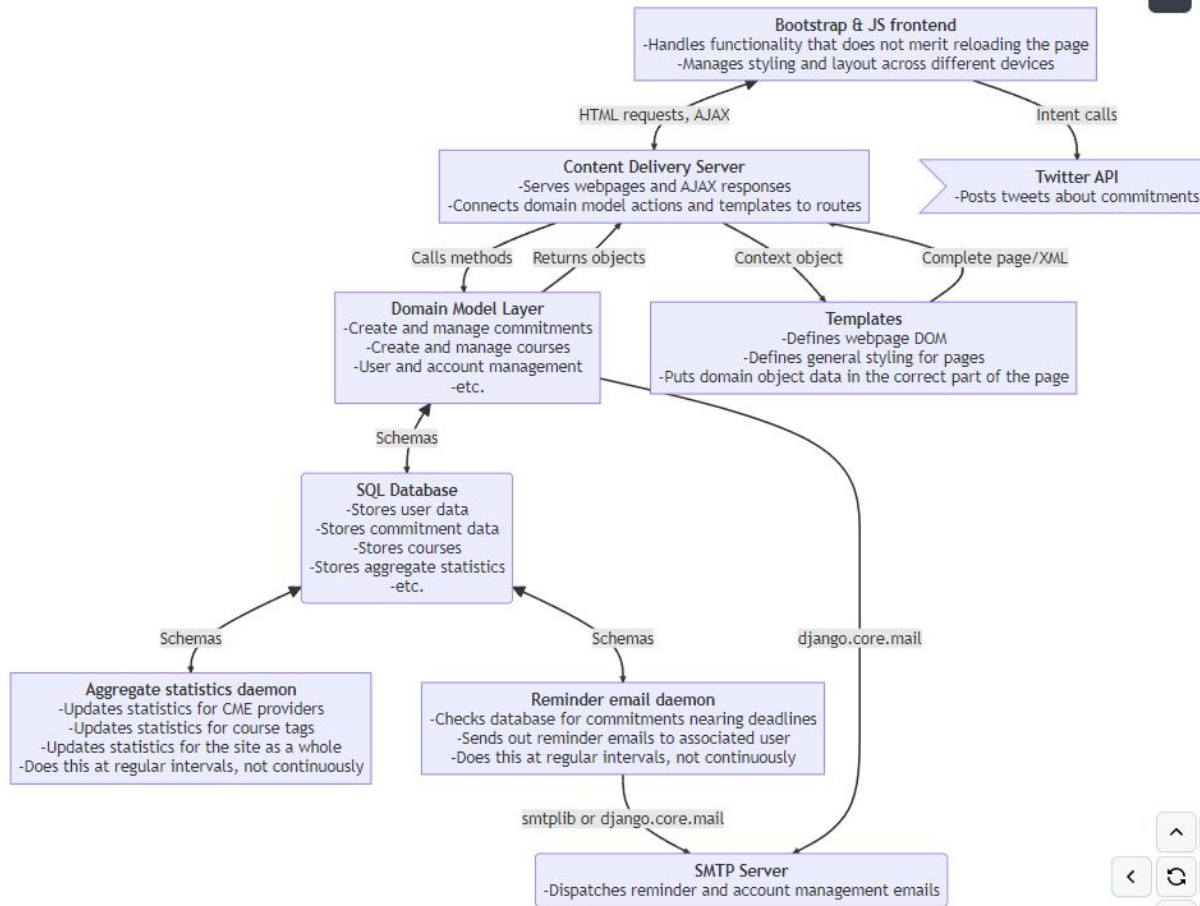 Bootstrap & JS frontend
-Handles functionality that does not merit reloading the page
-Manages styling and layout across different devices
HTML requests, AJAX
Intent calls
Content Delivery Server
-Serves webpages and AJAX responses
-Connects domain model actions and templates to routes
Twitter API
-Posts tweets about commitments
Calls methods
Returns objects
Context object
Complete page/XML
Domain Model Layer
-Create and manage commitments
-Create and manage courses
-User and account management
-etc.
Templates
-Defines webpage DOM
-Defines general styling for pages
-Puts domain object data in the correct part of the page
Schemas
SQL Database
-Stores user data
-Stores commitment data
-Stores courses
-Stores aggregate statistics
-etc.
Schemas
Schemas
django.core.mail
Aggregate statistics daemon
-Updates statistics for CME providers
-Updates statistics for course tags
-Updates statistics for the site as a whole
-Does this at regular intervals, not continuously
Reminder email daemon
-Checks database for commitments nearing deadlines
-Sends out reminder emails to associated user
-Does this at regular intervals, not continuously
smtplib or django.core.mail
SMTP Server
-Dispatches reminder and account management emails